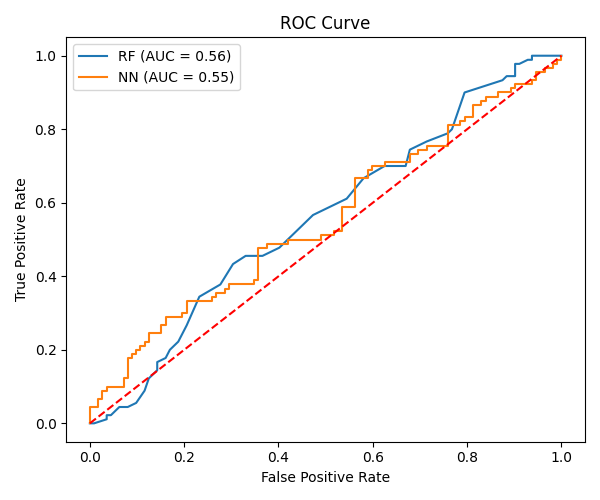 ROC Curve
RF (AUC = 0.56)
NN (AUC = 0.55)
True Positive Rate
1.0
0.8
0.6
0.4
0.2
0.0
0.0 0.2 0.4 0.6 0.8 1.0
False Positive Rate